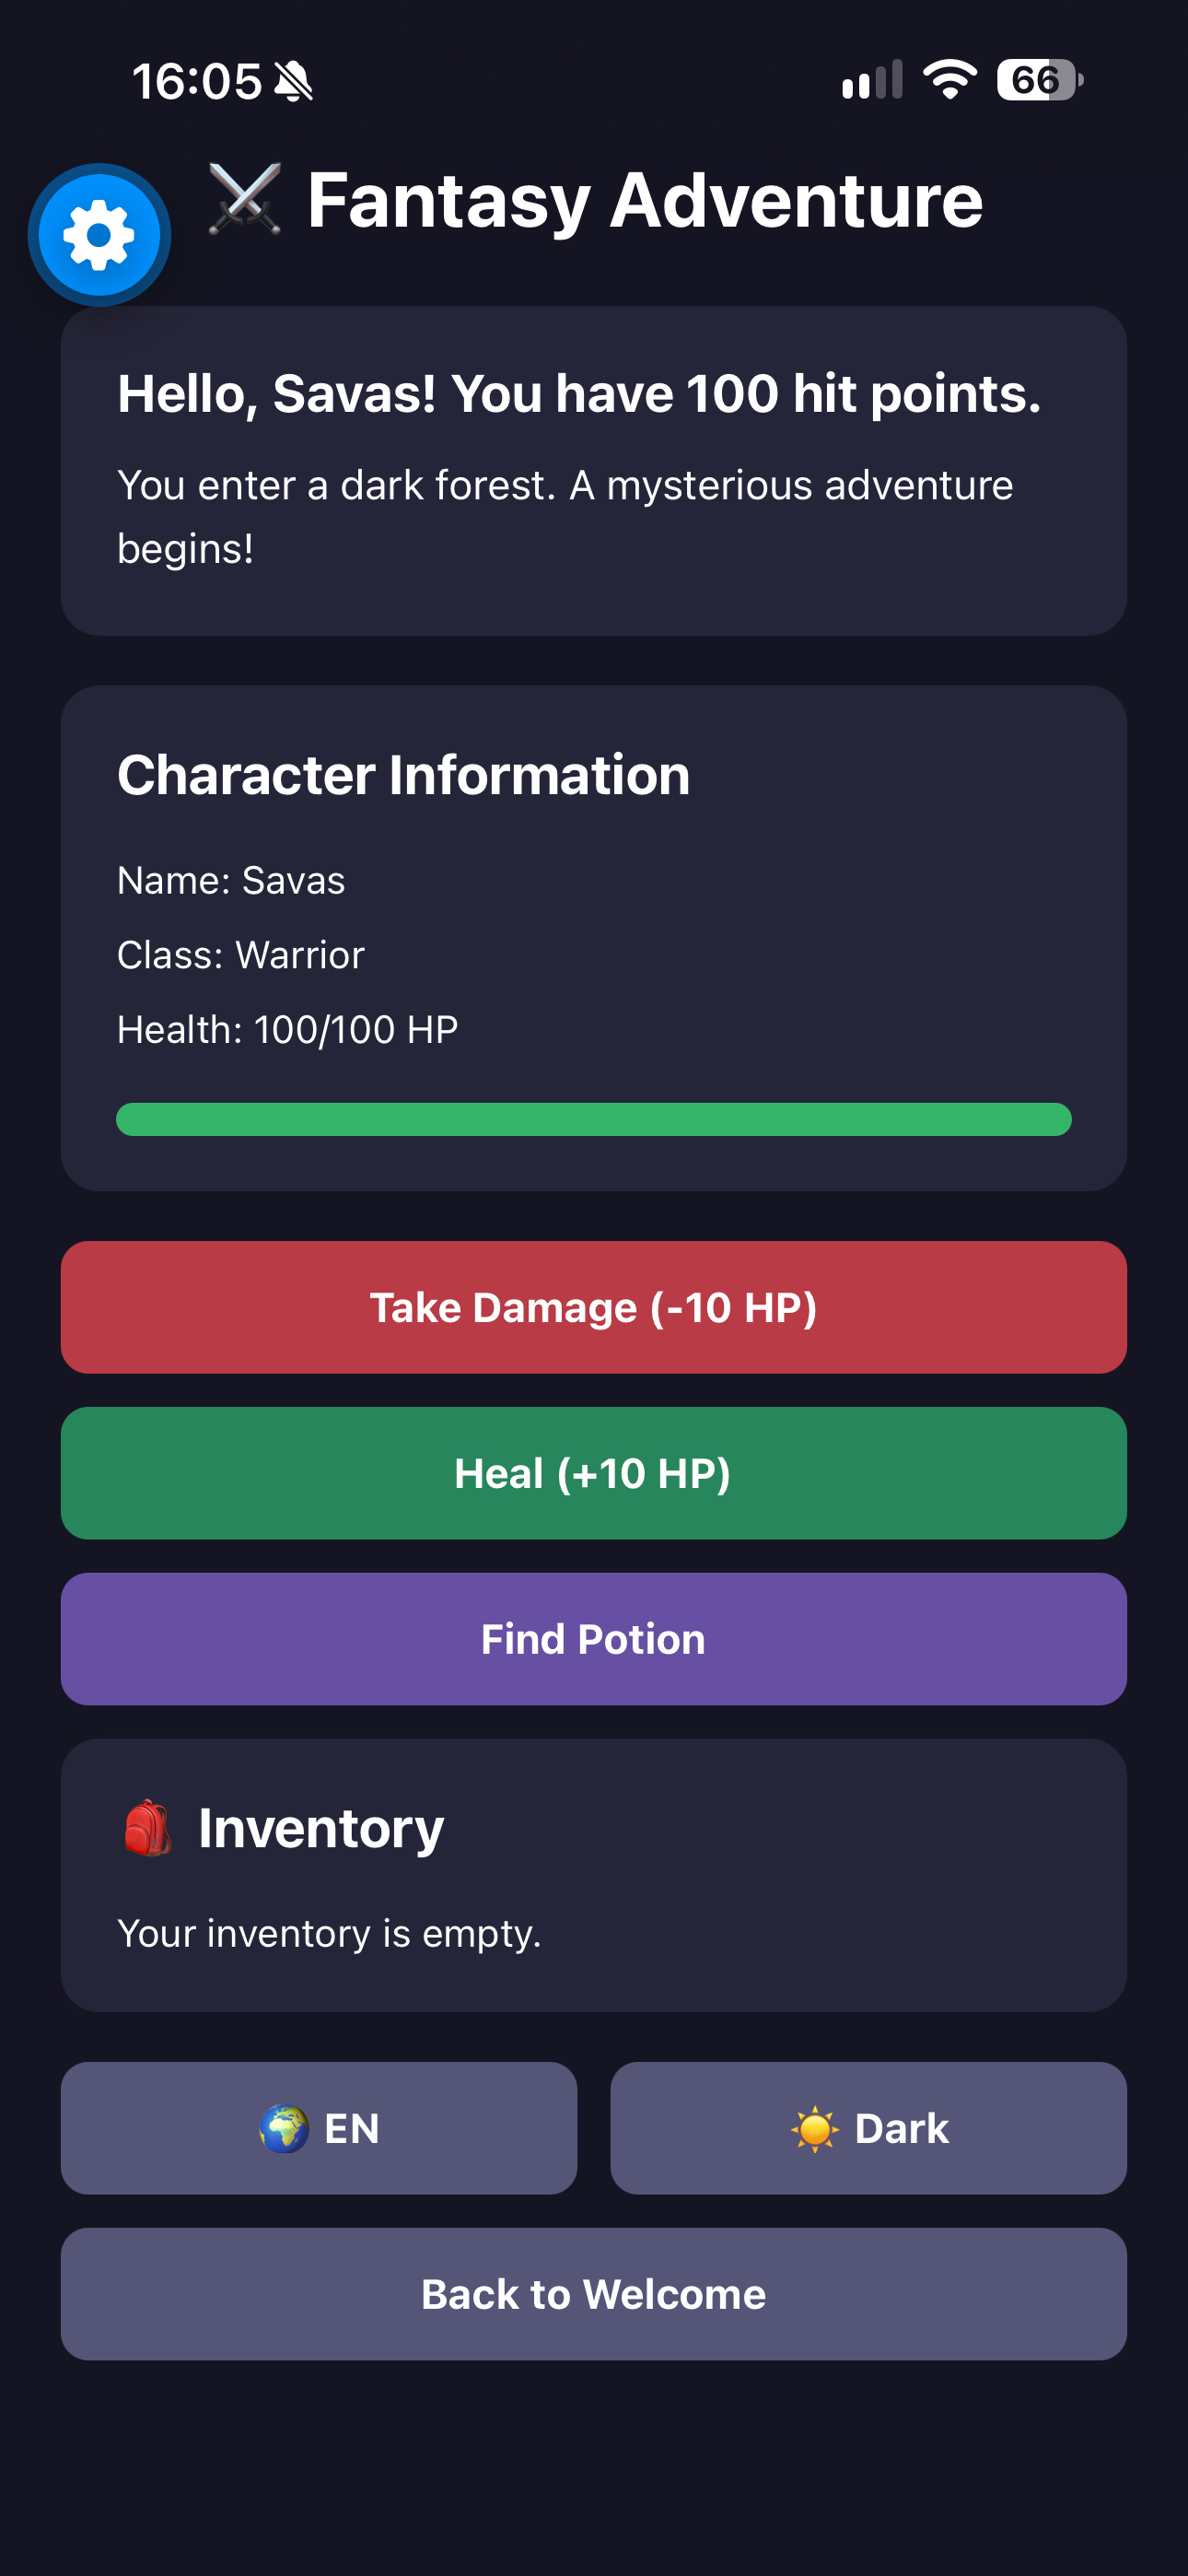 16:05
66
⚔️ Fantasy Adventure
Hello, Savas! You have 100 hit points.
You enter a dark forest. A mysterious adventure
begins!
Character Information
Name: Savas
Class: Warrior
Health: 100/100 HP
Take Damage (-10 HP)
Heal (+10 HP)
Find Potion
🎒 Inventory
Your inventory is empty.
🌍 EN
☀️ Dark
Back to Welcome